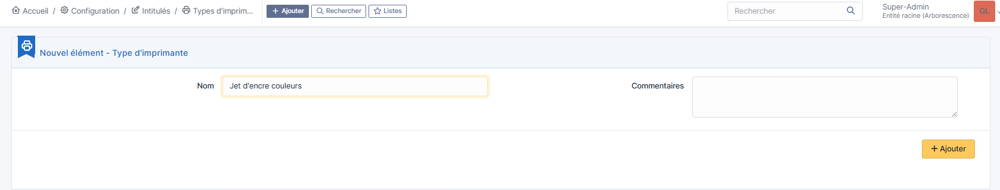 Accueil / Configuration / Intitulés / Types d'imprim... + Ajouter Rechercher Listes Rechercher Super-Admin
Entité racine (Arborescence) GL
Nouvel élément - Type d'imprimante
Nom Jet d'encre couleurs Commentaires
+ Ajouter